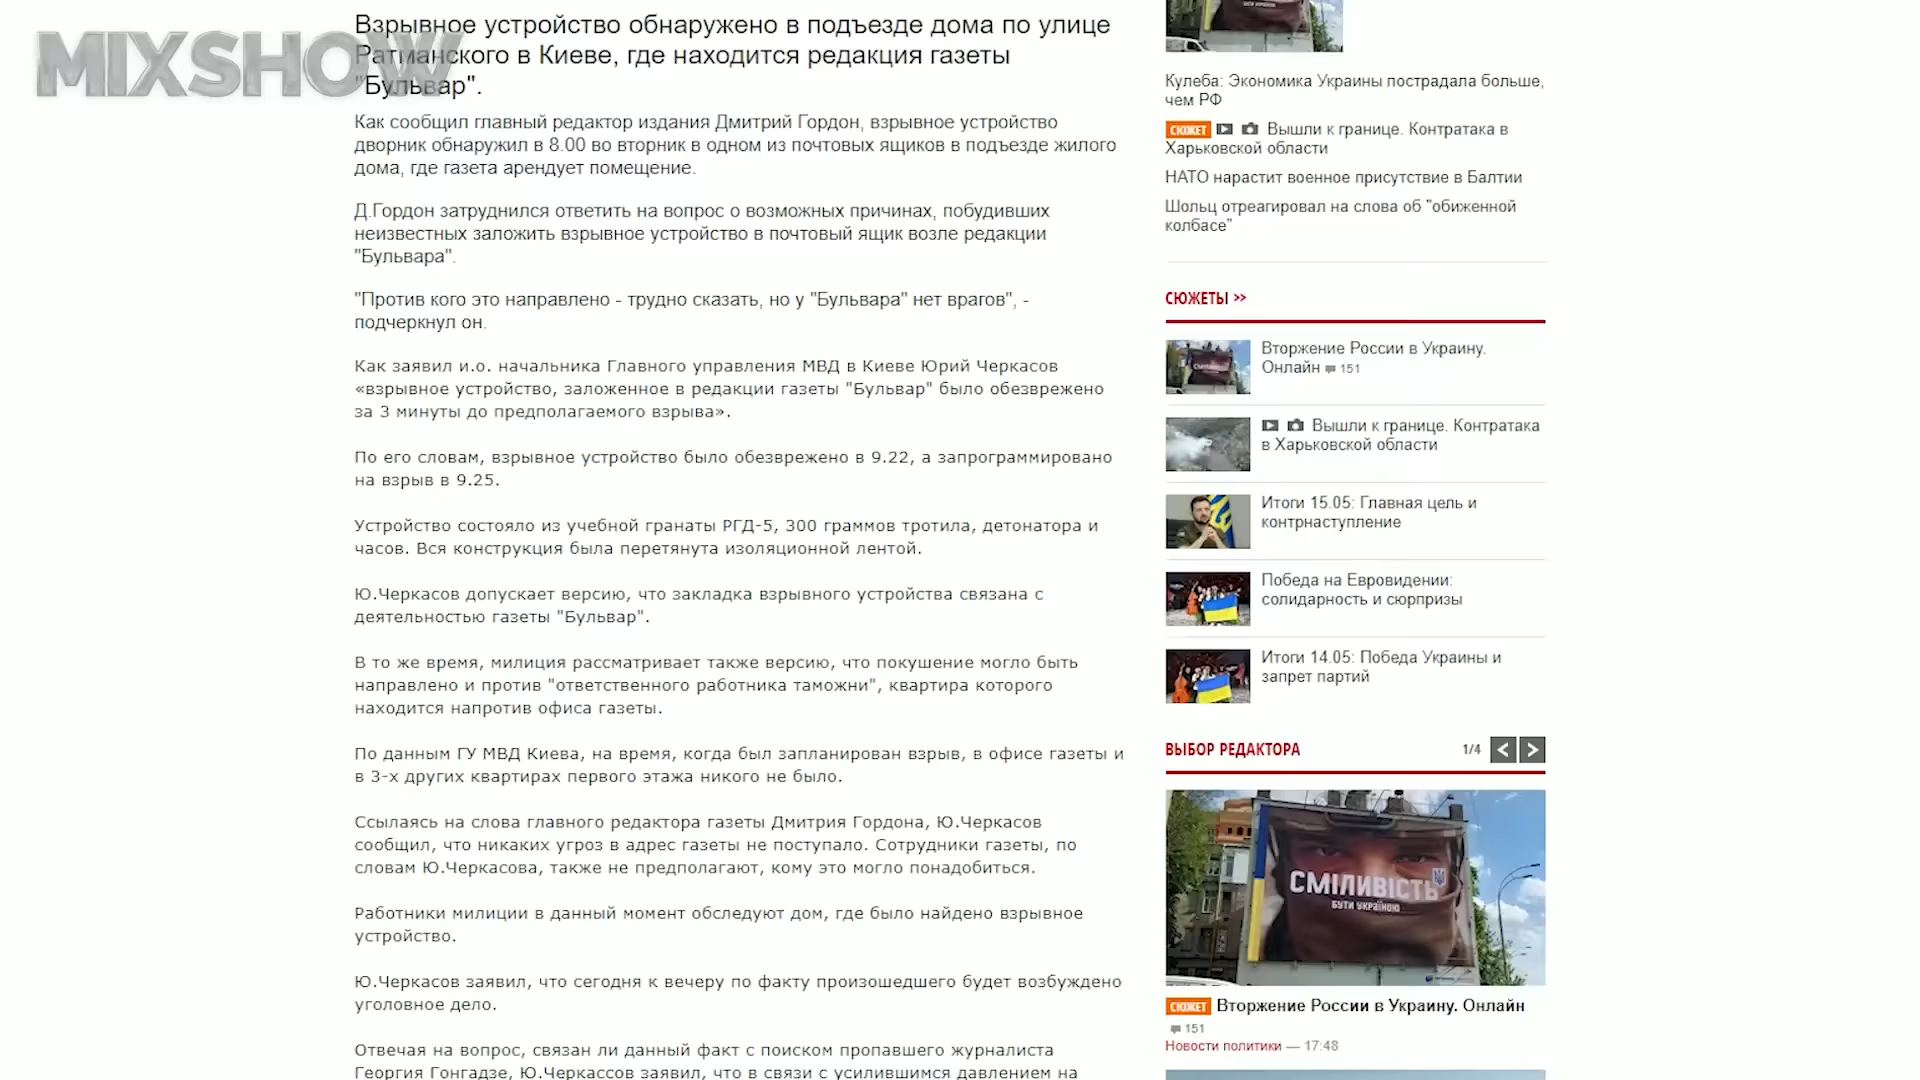 MIXSHOW
Взрывное устройство обнаружено в подъезде дома по улице
Ратманского в Киеве, где находится редакция газеты
"Бульвар".
Как сообщил главный редактор издания Дмитрий Гордон, взрывное устройство
дворник обнаружил в 8.00 во вторник в одном из почтовых ящиков в подъезде жилого
дома, где газета арендует помещение.
Д.Гордон затруднился ответить на вопрос о возможных причинах, побудивших
неизвестных заложить взрывное устройство в почтовый ящик возле редакции
"Бульвара".
"Против кого это направлено - трудно сказать, но у "Бульвара" нет врагов", -
подчеркнул он.
Как заявил и.о. начальника Главного управления МВД в Киеве Юрий Черкасов
«взрывное устройство, заложенное в редакции газеты "Бульвар" было обезврежено
за 3 минуты до предполагаемого взрыва».
По его словам, взрывное устройство было обезврежено в 9.22, а запрограммировано
на взрыв в 9.25.
Устройство состояло из учебной гранаты РГД-5, 300 граммов тротила, детонатора и
часов. Вся конструкция была перетянута изоляционной лентой.
Ю.Черкасов допускает версию, что закладка взрывного устройства связана с
деятельностью газеты "Бульвар".
В то же время, милиция рассматривает также версию, что покушение могло быть
направлено и против "ответственного работника таможни", квартира которого
находится напротив офиса газеты.
По данным ГУ МВД Киева, на время, когда был запланирован взрыв, в офисе газеты и
в 3-х других квартирах первого этажа никого не было.
Ссылаясь на слова главного редактора газеты Дмитрия Гордона, Ю.Черкасов
сообщил, что никаких угроз в адрес газеты не поступало. Сотрудники газеты, по
словам Ю.Черкасова, также не предполагают, кому это могло понадобиться.
Работники милиции в данный момент обследуют дом, где было найдено взрывное
устройство.
Ю.Черкасов заявил, что сегодня к вечеру по факту произошедшего будет возбуждено
уголовное дело.
Отвечая на вопрос, связан ли данный факт с поиском пропавшего журналиста
Георгия Гонгадзе, Ю.Черкассов заявил, что в связи с усилившимся давлением на
Кулеба: Экономика Украины пострадала больше,
чем РФ
СЮЖЕТ Вышли к границе. Контратака в
Харьковской области
НАТО нарастит военное присутствие в Балтии
Шольц отреагировал на слова об "обиженной
колбасе"
СЮЖЕТЫ >>
Вторжение России в Украину.
Онлайн 151
Вышли к границе. Контратака
в Харьковской области
Итоги 15.05: Главная цель и
контрнаступление
Победа на Евровидении:
солидарность и сюрпризы
Итоги 14.05: Победа Украины и
запрет партий
ВЫБОР РЕДАКТОРА 1/4 < >
СМІЛИВІСТЬ
БУТИ УКРАЇНОЮ
СЮЖЕТ Вторжение России в Украину. Онлайн
151
Новости политики — 17:48